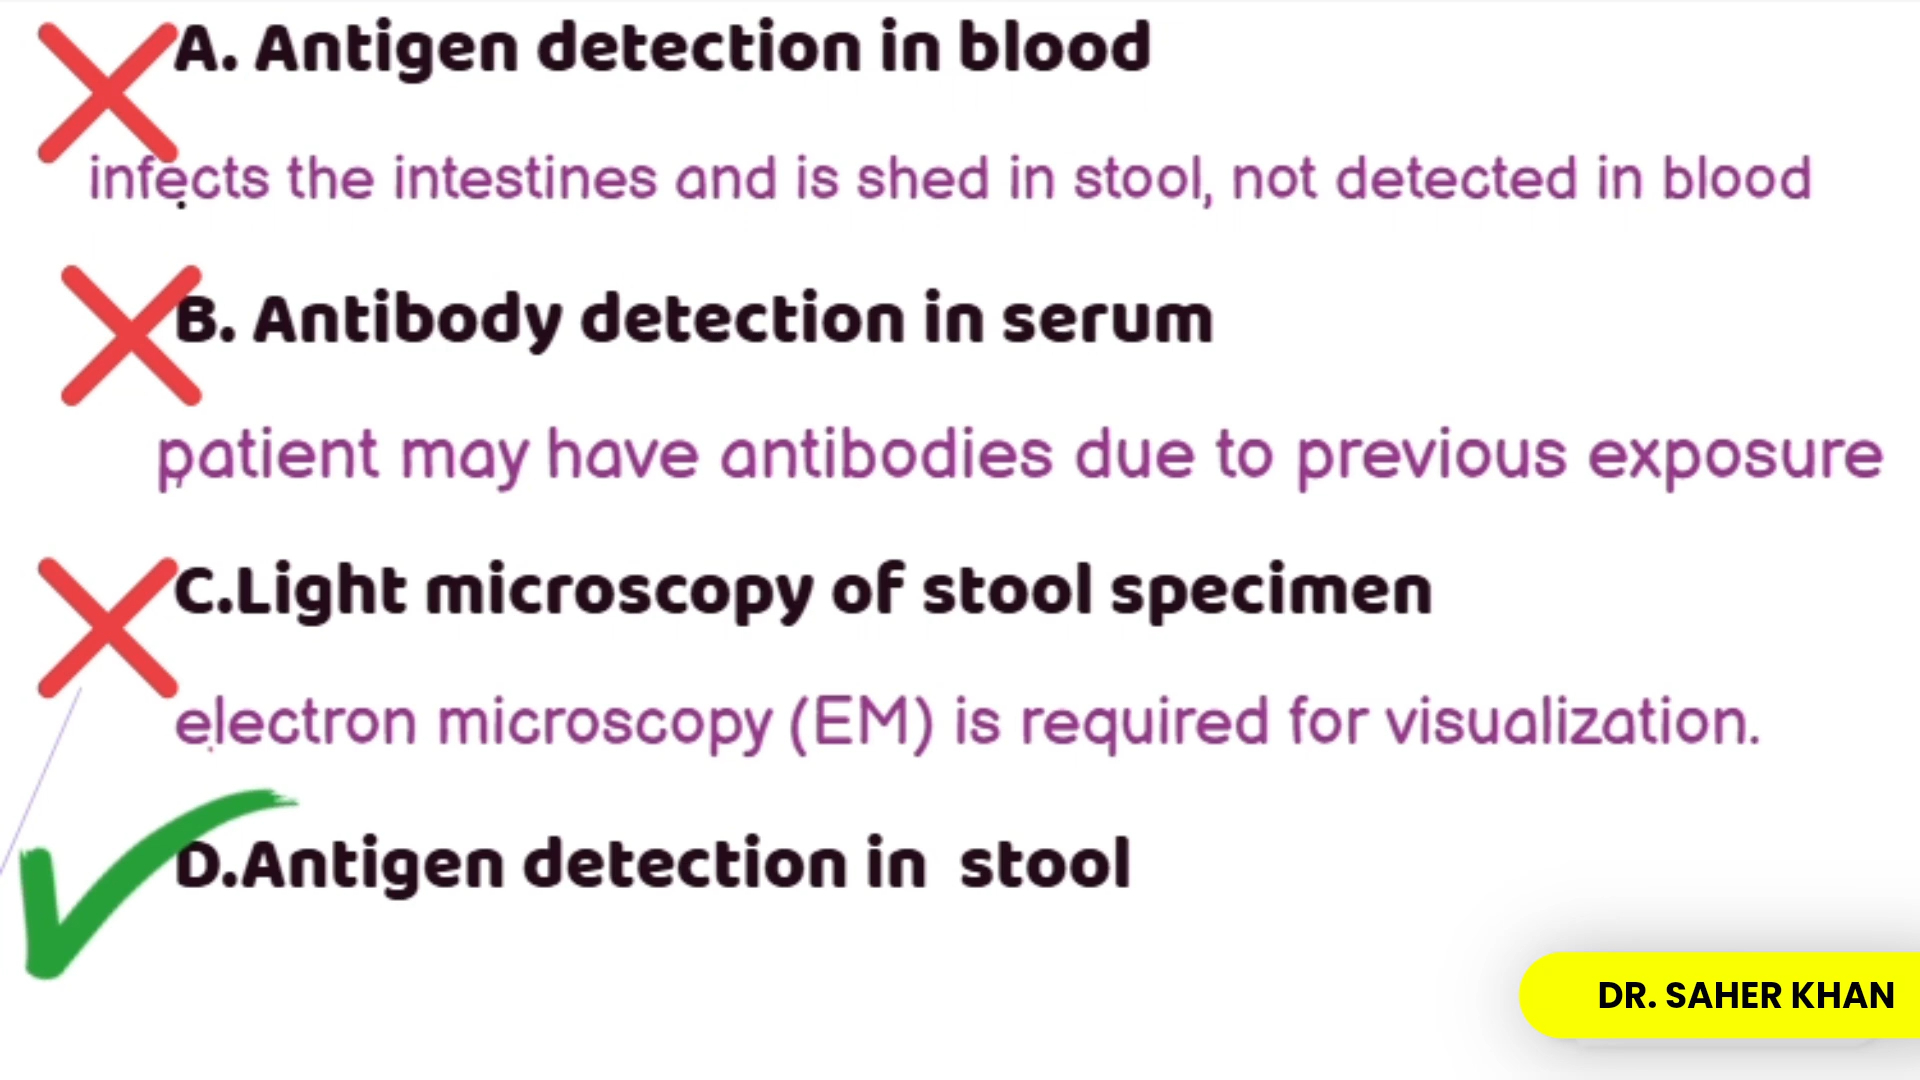 A. Antigen detection in blood
infects the intestines and is shed in stool, not detected in blood
B. Antibody detection in serum
patient may have antibodies due to previous exposure
C.Light microscopy of stool specimen
electron microscopy (EM) is required for visualization.
D.Antigen detection in stool
DR. SAHER KHAN